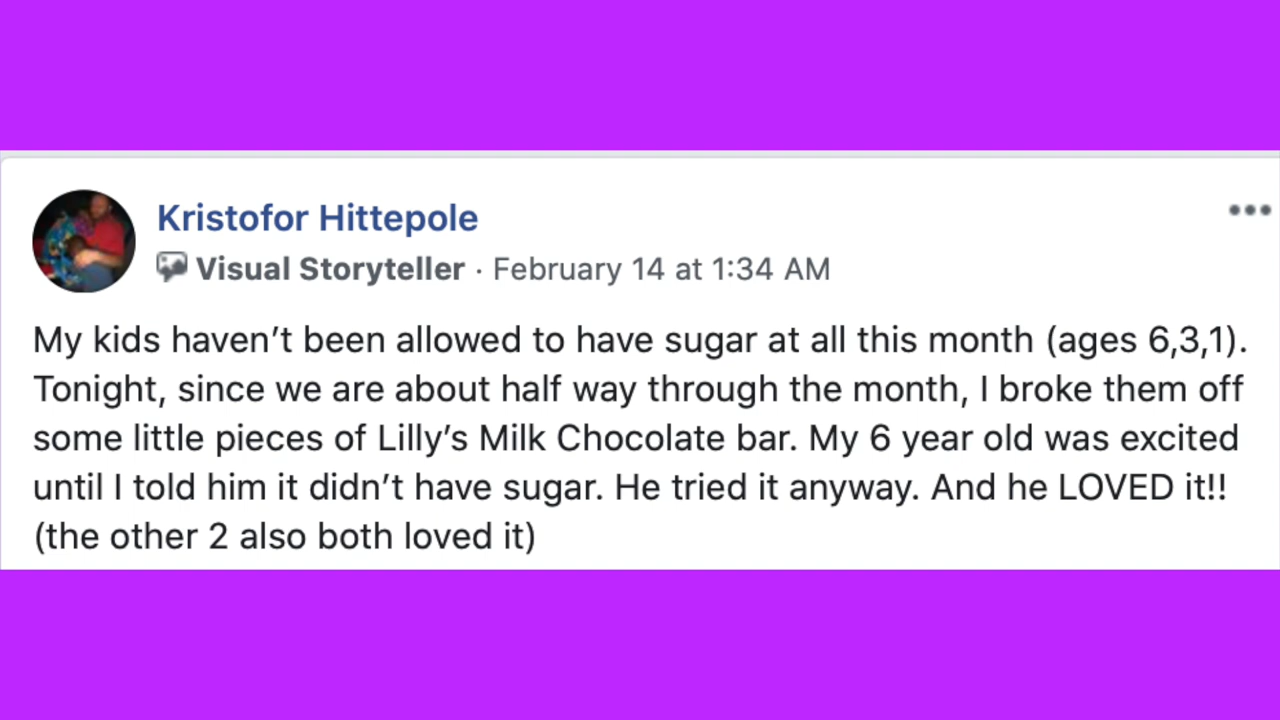 Kristofor Hittepole
Visual Storyteller · February 14 at 1:34 AM
My kids haven’t been allowed to have sugar at all this month (ages 6,3,1).
Tonight, since we are about half way through the month, I broke them off
some little pieces of Lilly’s Milk Chocolate bar. My 6 year old was excited
until I told him it didn’t have sugar. He tried it anyway. And he LOVED it!!
(the other 2 also both loved it)